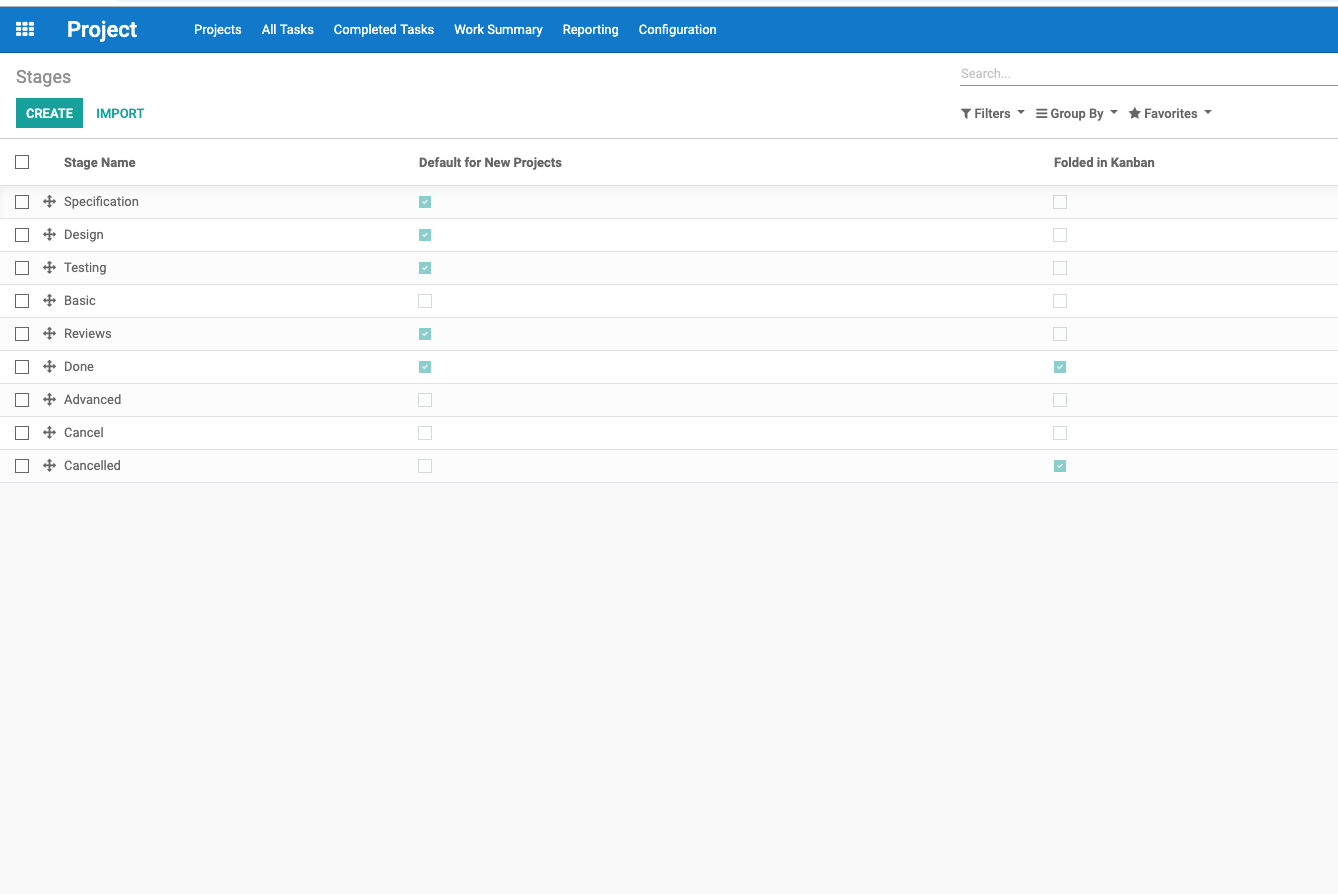 Project Projects All Tasks Completed Tasks Work Summary Reporting Configuration
Stages
Search...
CREATE IMPORT
Filters Group By Favorites
Stage Name Default for New Projects Folded in Kanban
Specification
Design
Testing
Basic
Reviews
Done
Advanced
Cancel
Cancelled